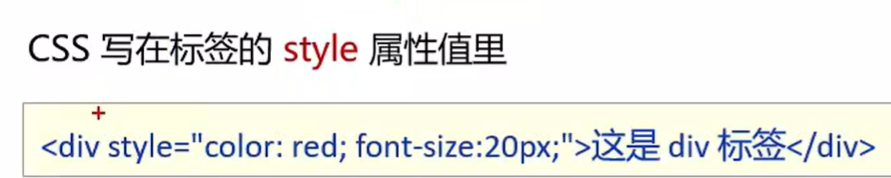 CSS 写在标签的 style 属性值里
<div style="color: red; font-size:20px;">这是 div 标签</div>